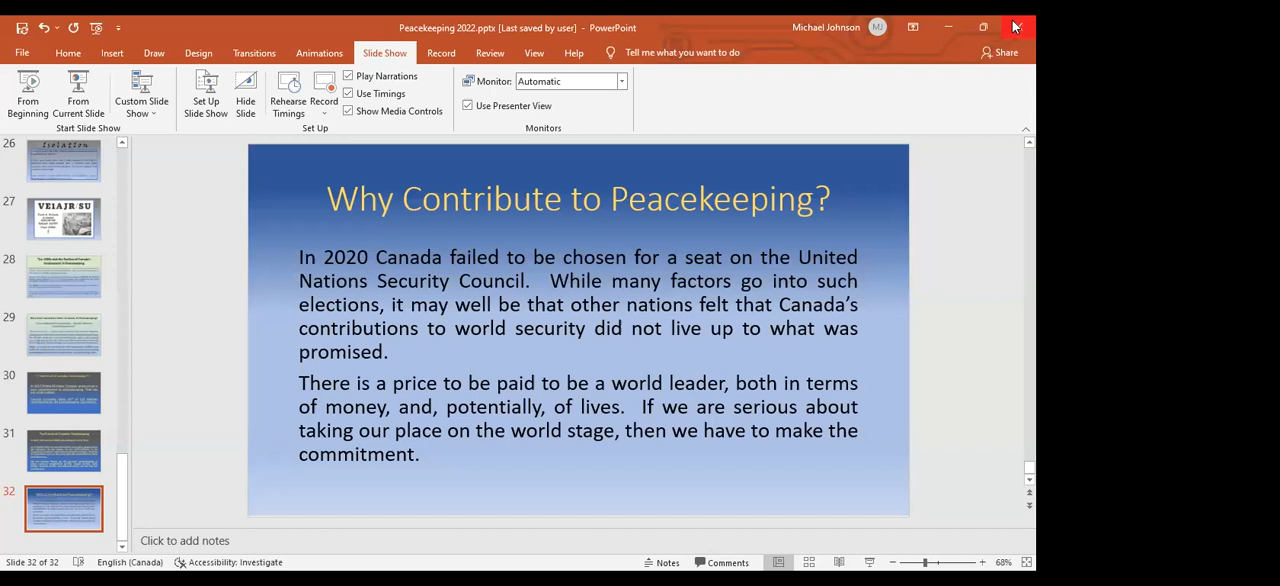 Peacekeeping 2022.pptx [Last saved by user] - PowerPoint
Michael Johnson MJ
File Home Insert Draw Design Transitions Animations Slide Show Record Review View Help Tell me what you want to do Share
From Beginning
From Current Slide
Custom Slide Show
Start Slide Show
Set Up Slide Show
Hide Slide
Rehearse Timings
Record
Play Narrations
Use Timings
Show Media Controls
Set Up
Monitor: Automatic
Use Presenter View
Monitors
26
Isolation
27
VE1AJR/SU
28
29
30
31
32
Why Contribute to Peacekeeping?
In 2020 Canada failed to be chosen for a seat on the United
Nations Security Council. While many factors go into such
elections, it may well be that other nations felt that Canada's
contributions to world security did not live up to what was
promised.
There is a price to be paid to be a world leader, both in terms
of money, and, potentially, of lives. If we are serious about
taking our place on the world stage, then we have to make the
commitment.
Click to add notes
Slide 32 of 32 English (Canada) Accessibility: Investigate Notes Comments 68%